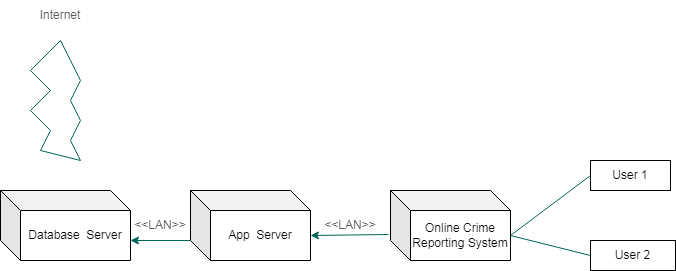 Internet
User 1
<<LAN>>
<<LAN>>
Database Server
App Server
Online Crime
Reporting System
User 2